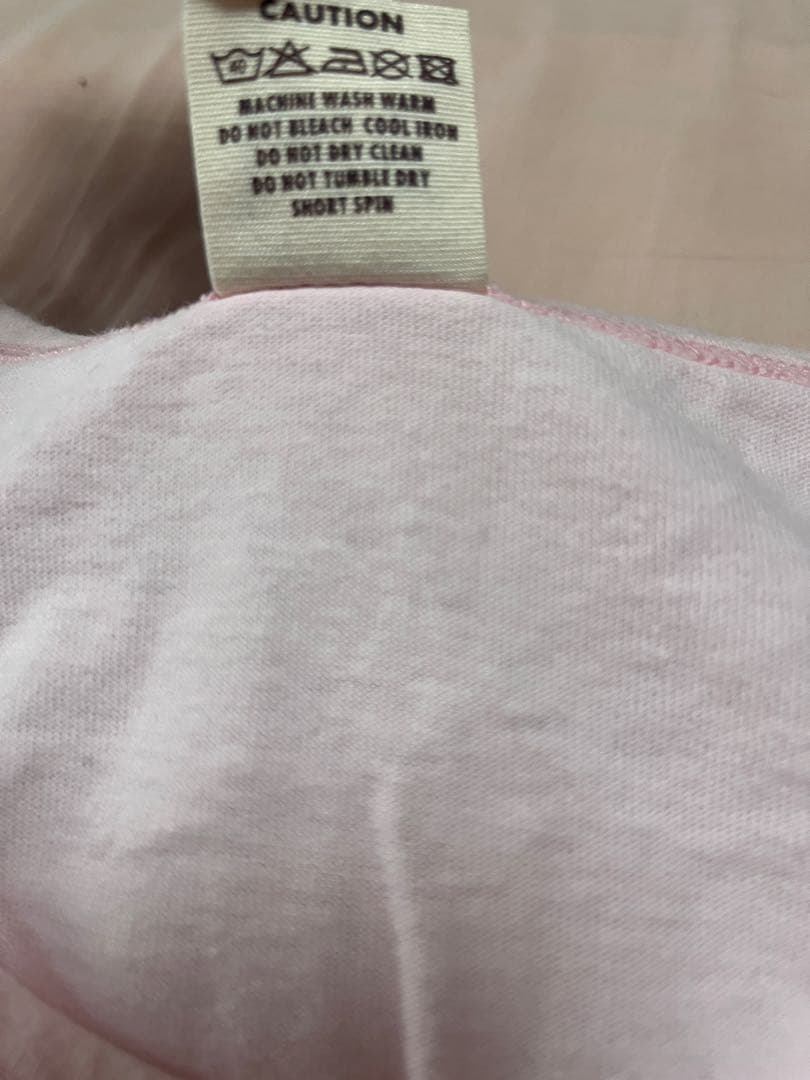 CAUTION
40
MACHINE WASH WARM
DO NOT BLEACH COOL IRON
DO NOT DRY CLEAN
DO NOT TUMBLE DRY
SHORT SPIN